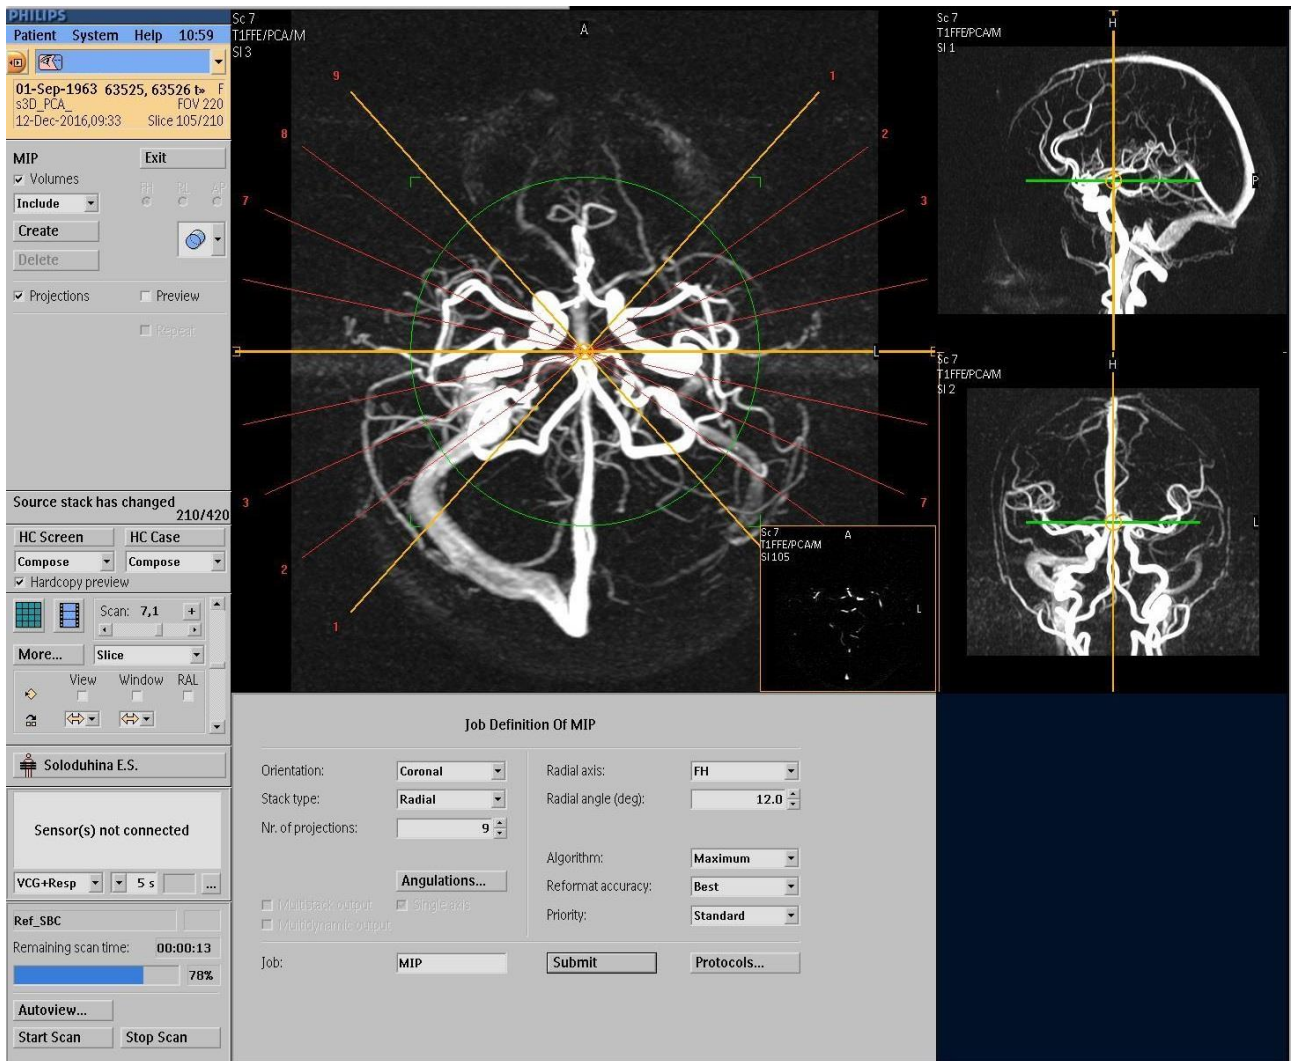 PHILIPS
Patient System Help 10:59
01-Sep-1963 63525, 63526 t» F
s3D_PCA_ FOV 220
12-Dec-2016,09:33 Slice 105/210
MIP Exit
Volumes
FH RL AP
Include
Create
Delete
Projections Preview
Repeat
Source stack has changed
210/420
HC Screen HC Case
Compose Compose
Hardcopy preview
Scan: 7,1 +
More... Slice
View Window RAL
Soloduhina E.S.
Sensor(s) not connected
VCG+Resp 5 s ...
Ref_SBC
Remaining scan time: 00:00:13
78%
Autoview...
Start Scan Stop Scan
Sc 7
T1FFE/PCA/M
SI 3
A
9 1
8 2
7 3
L
3 7
2
1
Sc 7
T1FFE/PCA/M
SI 105
A
L
Sc 7
T1FFE/PCA/M
SI 1
H
P
Sc 7
T1FFE/PCA/M
SI 2
H
L
Job Definition Of MIP
Orientation: Coronal Radial axis: FH
Stack type: Radial Radial angle (deg): 12.0
Nr. of projections: 9
Algorithm: Maximum
Angulations... Reformat accuracy: Best
Multistack output Single axis
Priority: Standard
Multidynamic output
Job: MIP Submit Protocols...